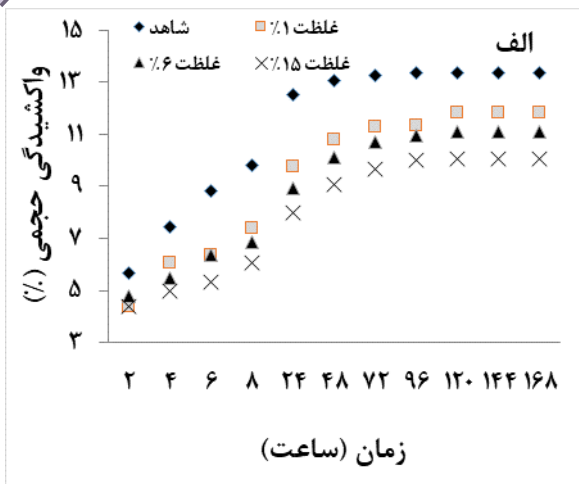 الف
شاهد
غلظت ۱٪
غلظت ۶٪
غلظت ۱۵٪
واکشیدگی حجمی (٪)
۱۵
۱۳
۱۱
۹
۷
۵
۳
۲ ۴ ۶ ۸ ۲۴ ۴۸ ۷۲ ۹۶ ۱۲۰ ۱۴۴ ۱۶۸
زمان (ساعت)